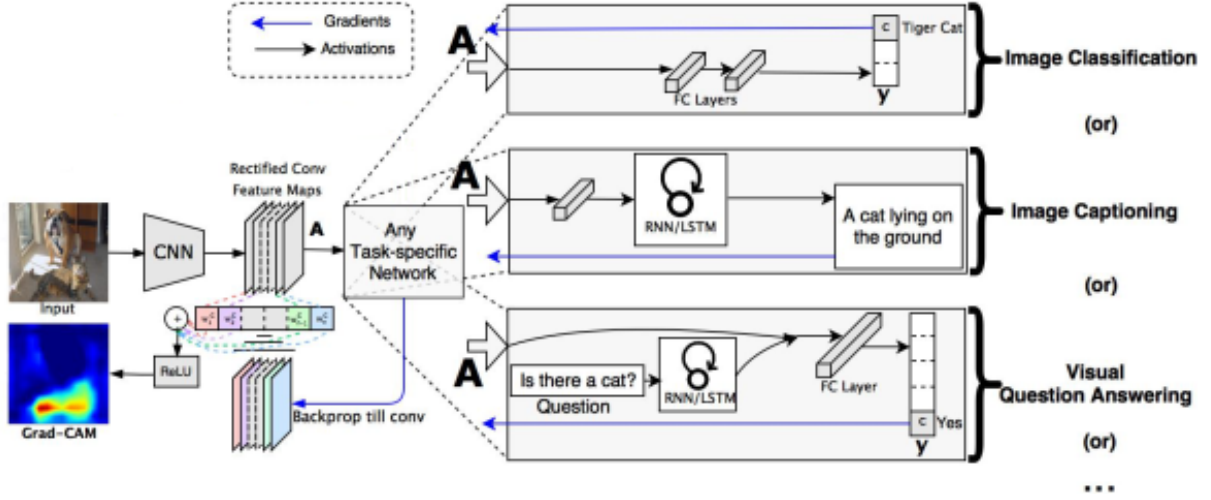 Gradients
Activations
A
Tiger Cat
c
FC Layers
y
Image Classification
(or)
Rectified Conv
Feature Maps
A
CNN
Input
Any
Task-specific
Network
A
RNN/LSTM
A cat lying on
the ground
Image Captioning
(or)
+
ReLU
Grad-CAM
Backprop till conv
A
Is there a cat?
Question
RNN/LSTM
FC Layer
c
Yes
y
Visual
Question Answering
(or)
...